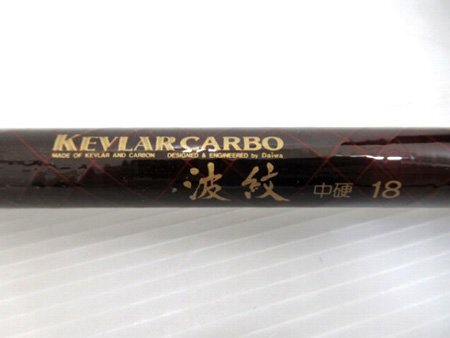 KEVLAR CARBO
MADE OF KEVLAR AND CARBON DESIGNED & ENGINEERED by Daiwa
波紋 中硬 18